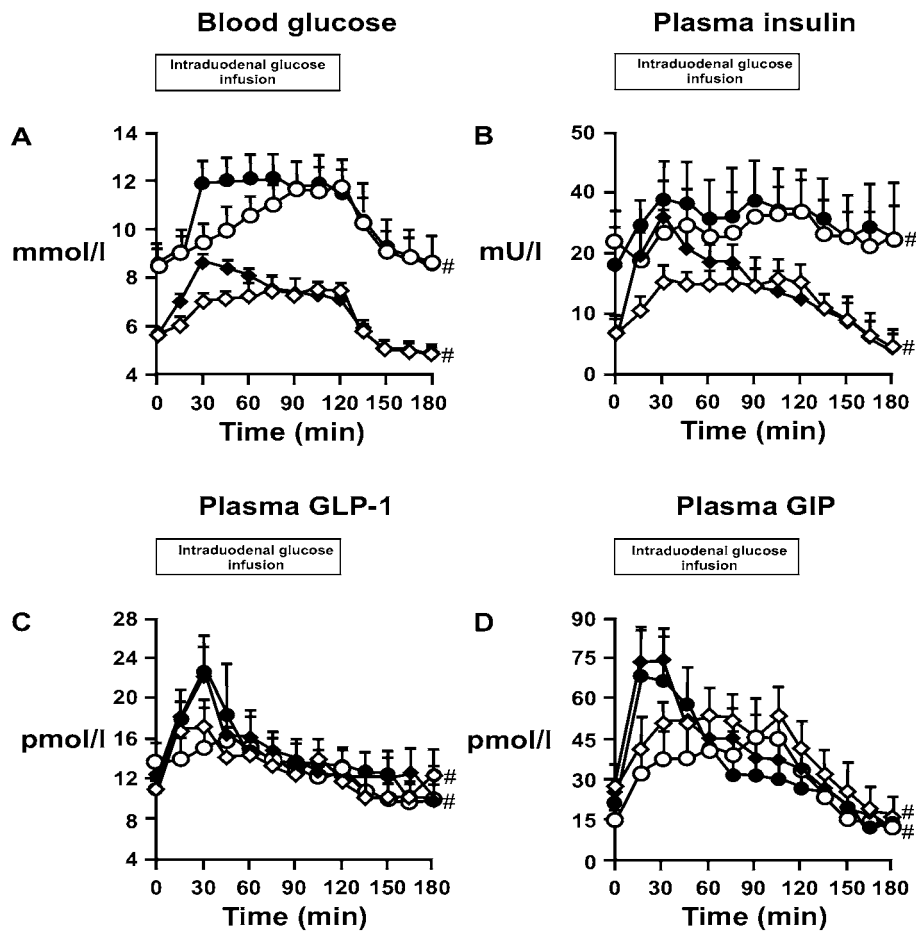 Blood glucose
Intraduodenal glucose
infusion
A
mmol/l
14
12
10
8
6
4
#
#
0 30 60 90 120 150 180
Time (min)
Plasma insulin
Intraduodenal glucose
infusion
B
mU/l
50
40
20
10
0
#
#
0 30 60 90 120 150 180
Time (min)
Plasma GLP-1
Intraduodenal glucose
infusion
C
pmol/l
28
24
20
16
12
8
4
#
#
0 30 60 90 120 150 180
Time (min)
Plasma GIP
Intraduodenal glucose
infusion
D
pmol/l
90
75
60
45
30
15
0
#
#
0 30 60 90 120 150 180
Time (min)